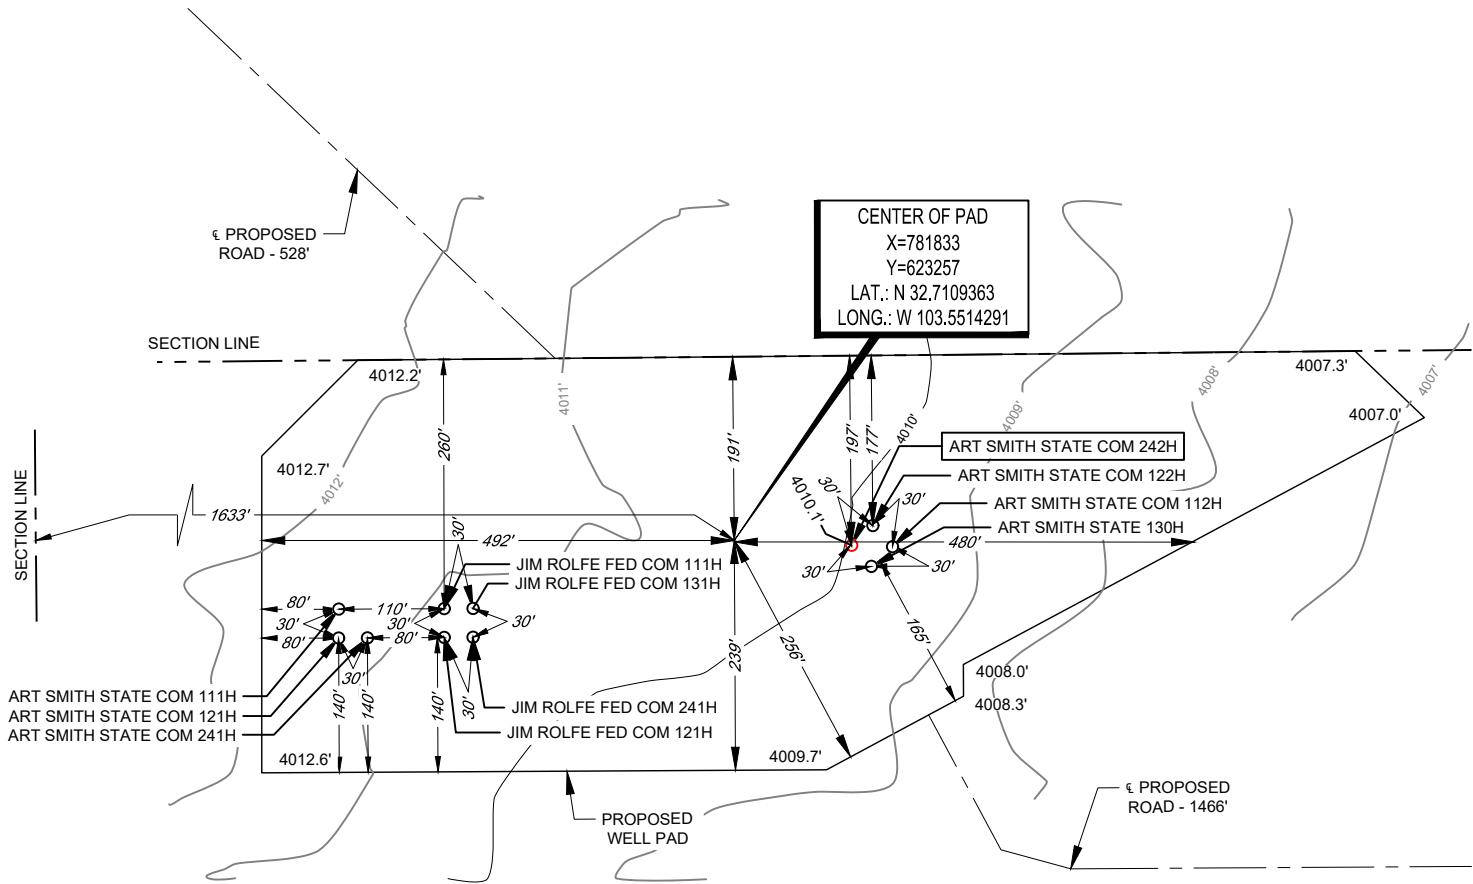 ℄ PROPOSED
ROAD - 528'
CENTER OF PAD
X=781833
Y=623257
LAT.: N 32.7109363
LONG.: W 103.5514291
SECTION LINE
4012.2'
4007.3'
4007.0'
4011'
4010'
4009'
4008'
4007'
260'
191'
197'
177'
ART SMITH STATE COM 242H
ART SMITH STATE COM 122H
ART SMITH STATE COM 112H
ART SMITH STATE 130H
4012.7'
4012'
4010.1'
30'
30'
30'
30'
SECTION LINE
1633'
492'
480'
30'
JIM ROLFE FED COM 111H
JIM ROLFE FED COM 131H
80'
110'
30'
30'
30'
80'
80'
30'
30'
140'
140'
140'
239'
256'
165'
4008.0'
4008.3'
ART SMITH STATE COM 111H
ART SMITH STATE COM 121H
ART SMITH STATE COM 241H
JIM ROLFE FED COM 241H
JIM ROLFE FED COM 121H
4012.6'
4009.7'
℄ PROPOSED
ROAD - 1466'
PROPOSED
WELL PAD